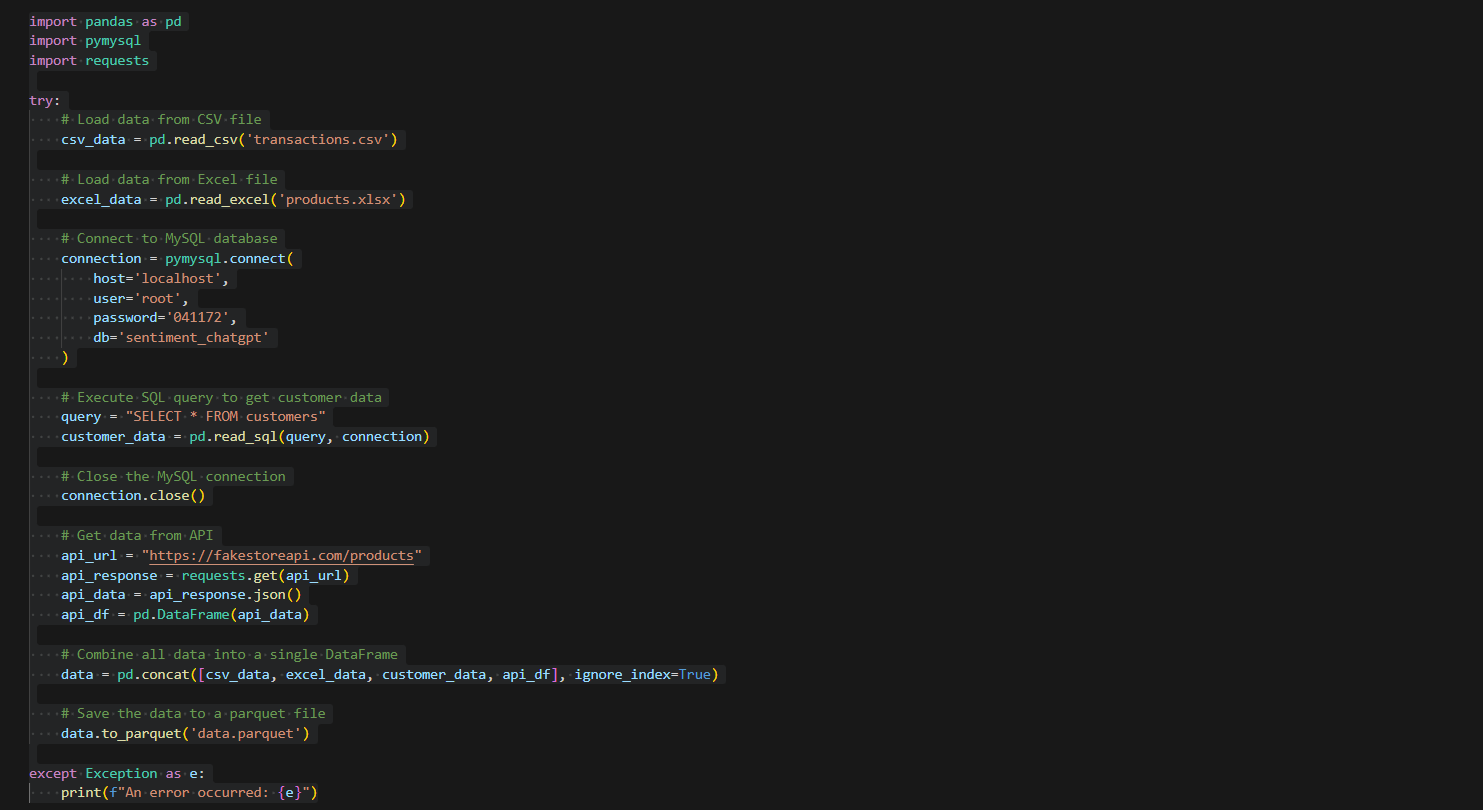 import pandas as pd
import pymysql
import requests

try:
    # Load data from CSV file
    csv_data = pd.read_csv('transactions.csv')

    # Load data from Excel file
    excel_data = pd.read_excel('products.xlsx')

    # Connect to MySQL database
    connection = pymysql.connect(
        host='localhost',
        user='root',
        password='041172',
        db='sentiment_chatgpt'
    )

    # Execute SQL query to get customer data
    query = "SELECT * FROM customers"
    customer_data = pd.read_sql(query, connection)

    # Close the MySQL connection
    connection.close()

    # Get data from API
    api_url = "https://fakestoreapi.com/products"
    api_response = requests.get(api_url)
    api_data = api_response.json()
    api_df = pd.DataFrame(api_data)

    # Combine all data into a single DataFrame
    data = pd.concat([csv_data, excel_data, customer_data, api_df], ignore_index=True)

    # Save the data to a parquet file
    data.to_parquet('data.parquet')

except Exception as e:
    print(f"An error occurred: {e}")